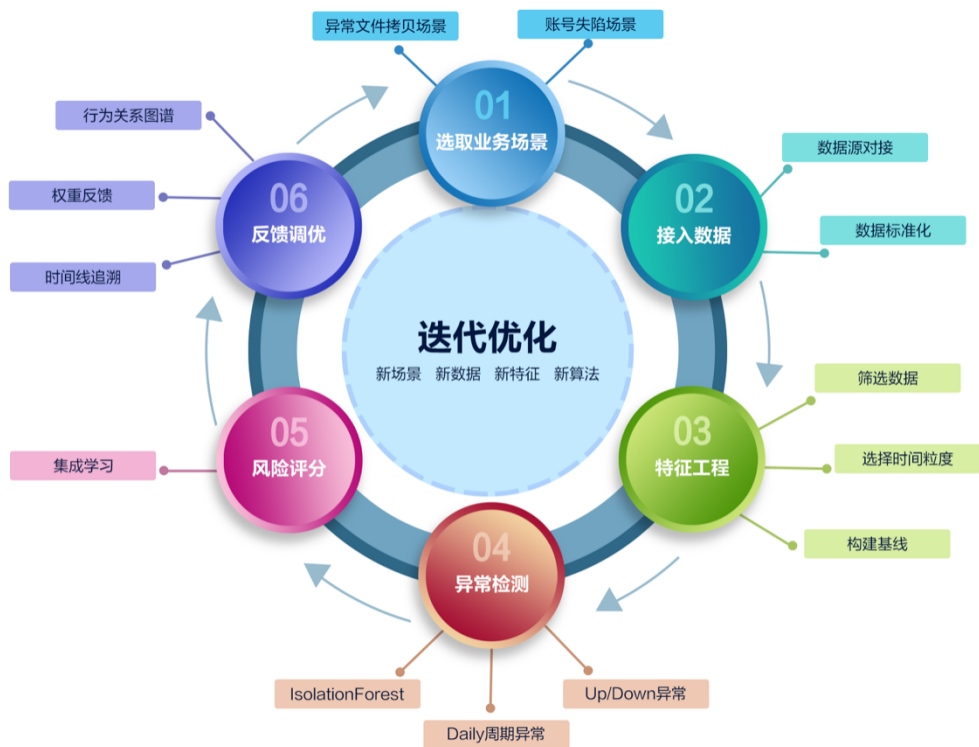 异常文件拷贝场景
账号失陷场景
01
选取业务场景
数据源对接
02
接入数据
数据标准化
筛选数据
03
特征工程
选择时间粒度
构建基线
04
异常检测
Up/Down异常
Daily周期异常
IsolationForest
05
风险评分
集成学习
06
反馈调优
行为关系图谱
权重反馈
时间线追溯
迭代优化
新场景 新数据 新特征 新算法